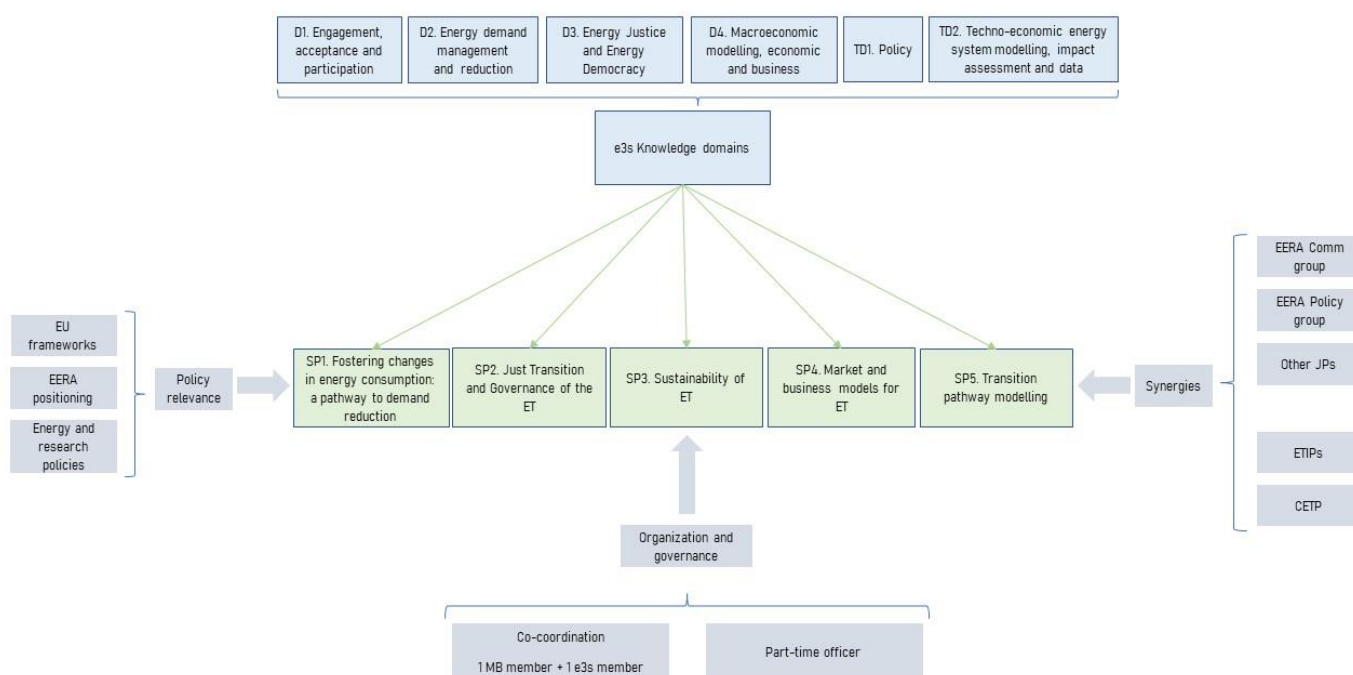 D1. Engagement,
acceptance and
participation
D2. Energy demand
management
and reduction
D3. Energy Justice
and Energy
Democracy
D4. Macroeconomic
modelling, economic
and business
TD1. Policy
TD2. Techno-economic energy
system modelling, impact
assessment and data
e3s Knowledge domains
EU
frameworks
EERA
positioning
Energy and
research
policies
Policy
relevance
SP1. Fostering changes
in energy consumption:
a pathway to demand
reduction
SP2. Just Transition
and Governance of the
ET
SP3. Sustainability of
ET
SP4. Market and
business models for
ET
SP5. Transition
pathway modelling
Synergies
EERA Comm
group
EERA Policy
group
Other JPs
ETIPs
CETP
Organization and
governance
Co-coordination
1 MB member + 1 e3s member
Part-time officer